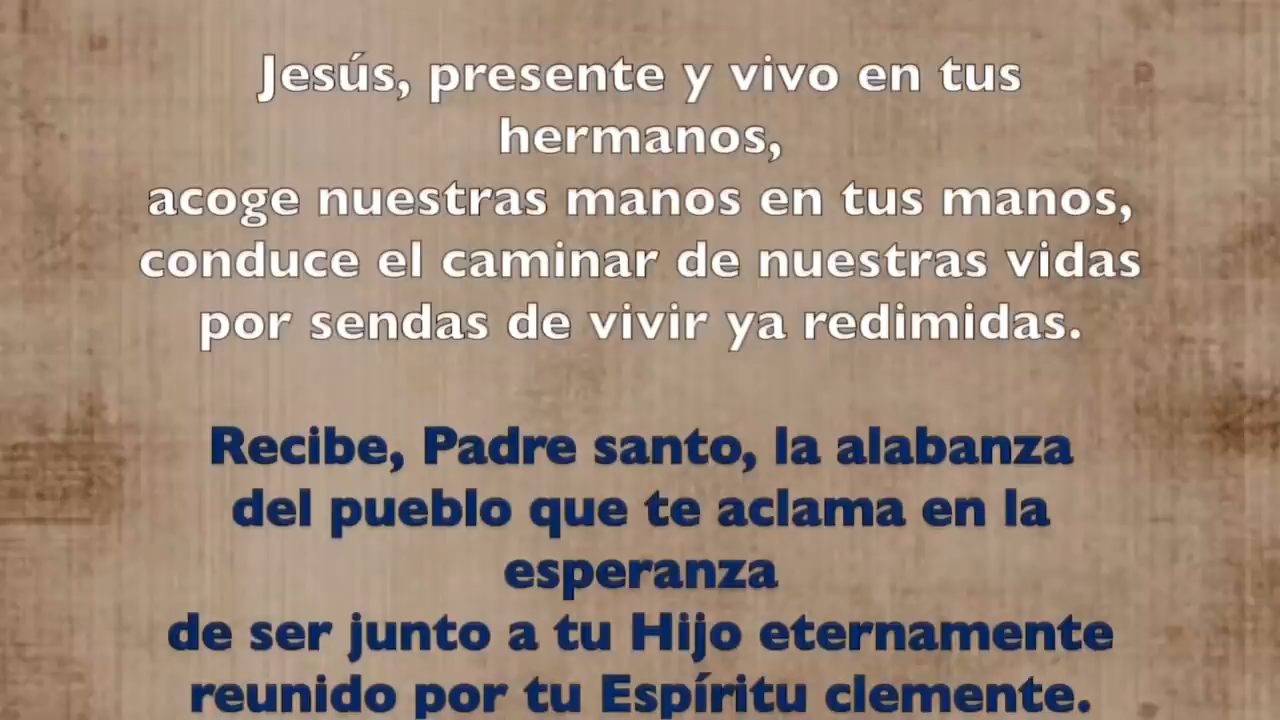 Jesús, presente y vivo en tus
hermanos,
acoge nuestras manos en tus manos,
conduce el caminar de nuestras vidas
por sendas de vivir ya redimidas.
Recibe, Padre santo, la alabanza
del pueblo que te aclama en la
esperanza
de ser junto a tu Hijo eternamente
reunido por tu Espíritu clemente.